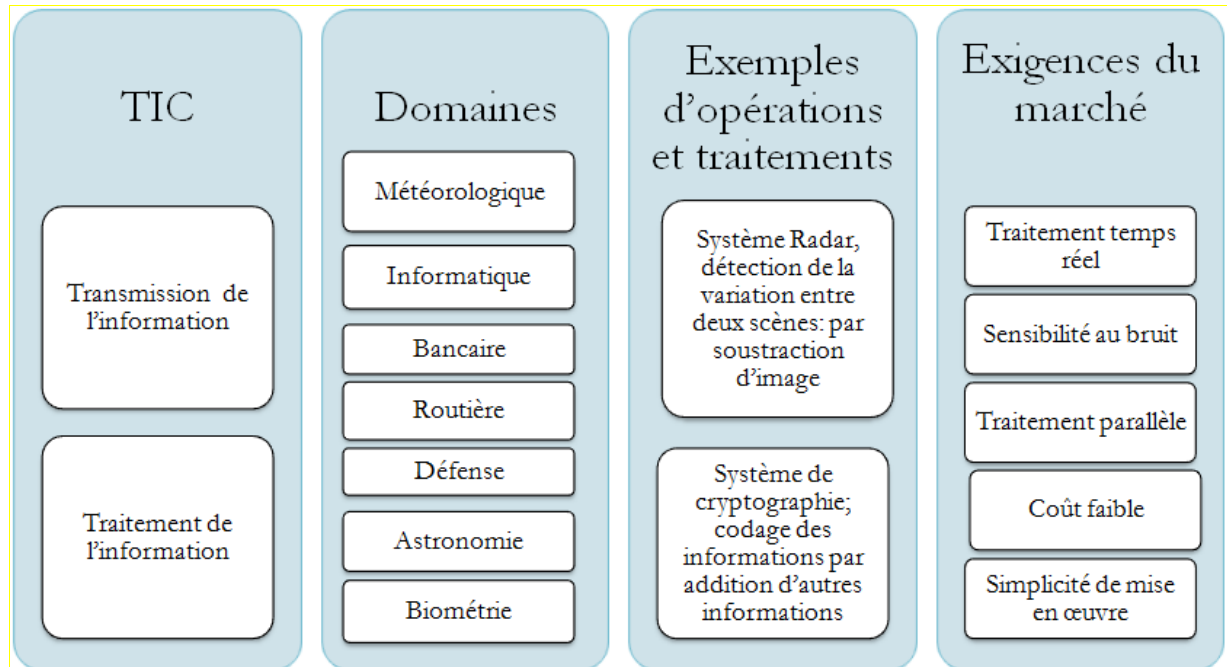 TIC
Transmission de
l'information
Traitement de
l'information
Domaines
Météorologique
Informatique
Bancaire
Routière
Défense
Astronomie
Biométrie
Exemples
d'opérations
et traitements
Système Radar,
détection de la
variation entre
deux scènes: par
soustraction
d'image
Système de
cryptographie;
codage des
informations par
addition d'autres
informations
Exigences du
marché
Traitement temps
réel
Sensibilité au bruit
Traitement parallèle
Coût faible
Simplicité de mise
en œuvre